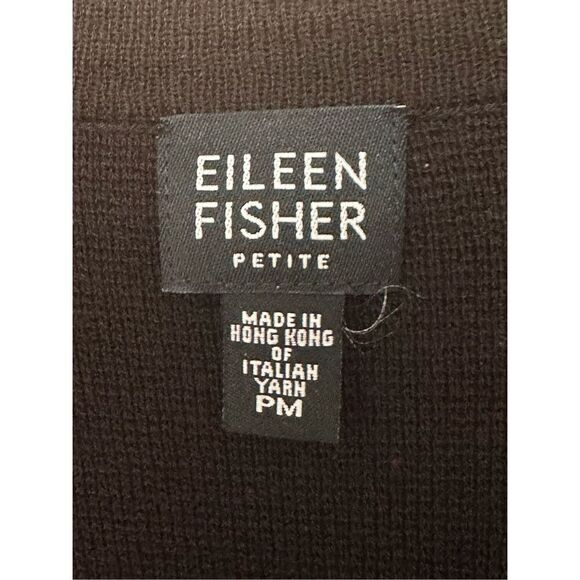 EILEEN
FISHER
PETITE
MADE IN
HONG KONG
OF
ITALIAN
YARN
PM